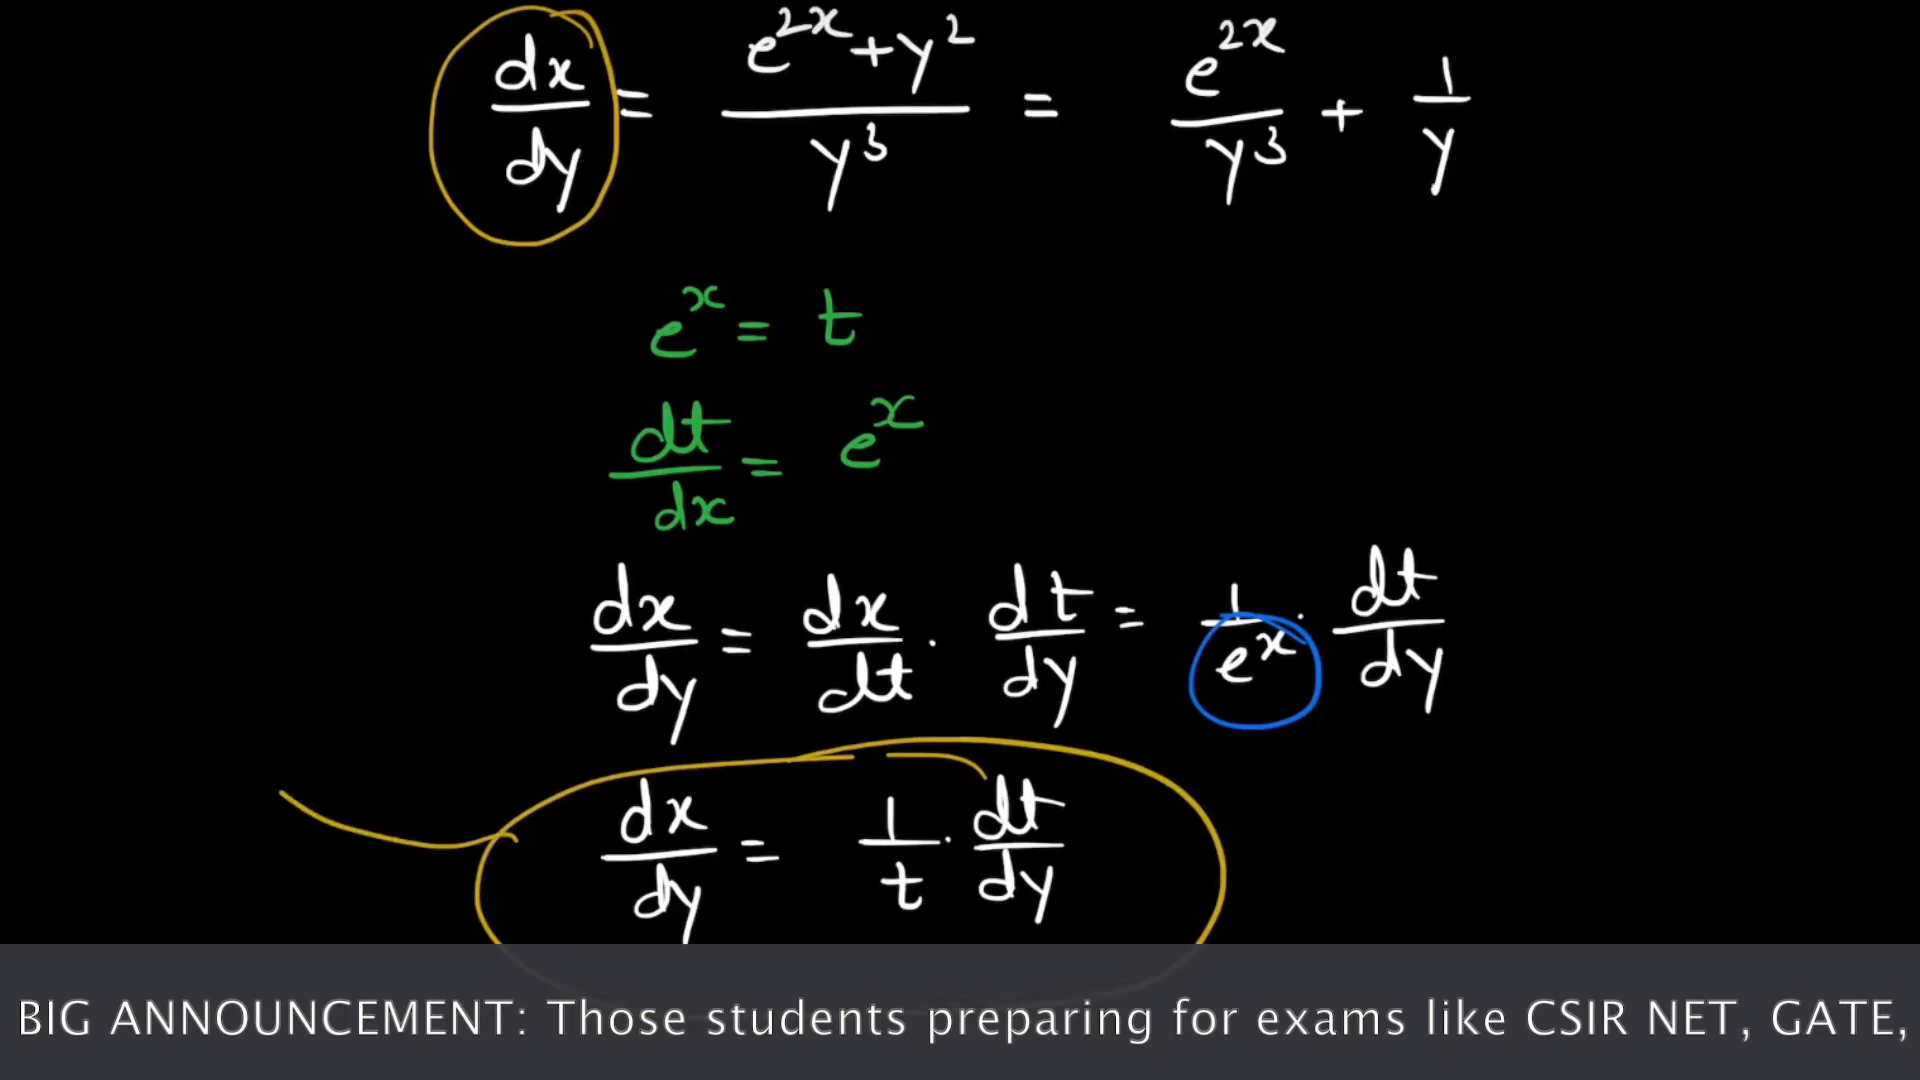 dx/dy = (e^{2x} + y^2)/y^3 = e^{2x}/y^3 + 1/y
e^x = t
dt/dx = e^x
dx/dy = dx/dt · dt/dy = 1/e^x · dt/dy
dx/dy = 1/t · dt/dy
BIG ANNOUNCEMENT: Those students preparing for exams like CSIR NET, GATE,